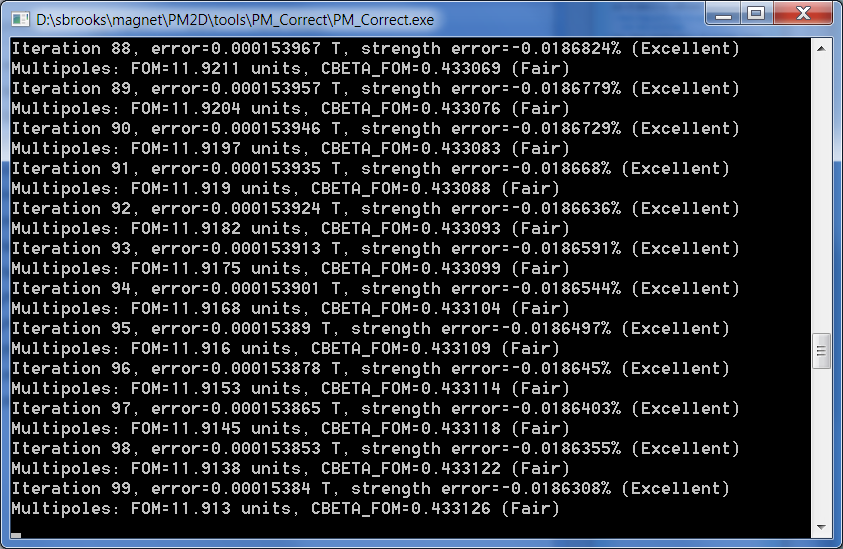 D:\sbrooks\magnet\PM2D\tools\PM_Correct\PM_Correct.exe
Iteration 88, error=0.000153967 T, strength error=-0.0186824% (Excellent)
Multipoles: FOM=11.9211 units, CBETA_FOM=0.433069 (Fair)
Iteration 89, error=0.000153957 T, strength error=-0.0186779% (Excellent)
Multipoles: FOM=11.9204 units, CBETA_FOM=0.433076 (Fair)
Iteration 90, error=0.000153946 T, strength error=-0.0186729% (Excellent)
Multipoles: FOM=11.9197 units, CBETA_FOM=0.433083 (Fair)
Iteration 91, error=0.000153935 T, strength error=-0.018668% (Excellent)
Multipoles: FOM=11.919 units, CBETA_FOM=0.433088 (Fair)
Iteration 92, error=0.000153924 T, strength error=-0.0186636% (Excellent)
Multipoles: FOM=11.9182 units, CBETA_FOM=0.433093 (Fair)
Iteration 93, error=0.000153913 T, strength error=-0.0186591% (Excellent)
Multipoles: FOM=11.9175 units, CBETA_FOM=0.433099 (Fair)
Iteration 94, error=0.000153901 T, strength error=-0.0186544% (Excellent)
Multipoles: FOM=11.9168 units, CBETA_FOM=0.433104 (Fair)
Iteration 95, error=0.00015389 T, strength error=-0.0186497% (Excellent)
Multipoles: FOM=11.916 units, CBETA_FOM=0.433109 (Fair)
Iteration 96, error=0.000153878 T, strength error=-0.018645% (Excellent)
Multipoles: FOM=11.9153 units, CBETA_FOM=0.433114 (Fair)
Iteration 97, error=0.000153865 T, strength error=-0.0186403% (Excellent)
Multipoles: FOM=11.9145 units, CBETA_FOM=0.433118 (Fair)
Iteration 98, error=0.000153853 T, strength error=-0.0186355% (Excellent)
Multipoles: FOM=11.9138 units, CBETA_FOM=0.433122 (Fair)
Iteration 99, error=0.00015384 T, strength error=-0.0186308% (Excellent)
Multipoles: FOM=11.913 units, CBETA_FOM=0.433126 (Fair)